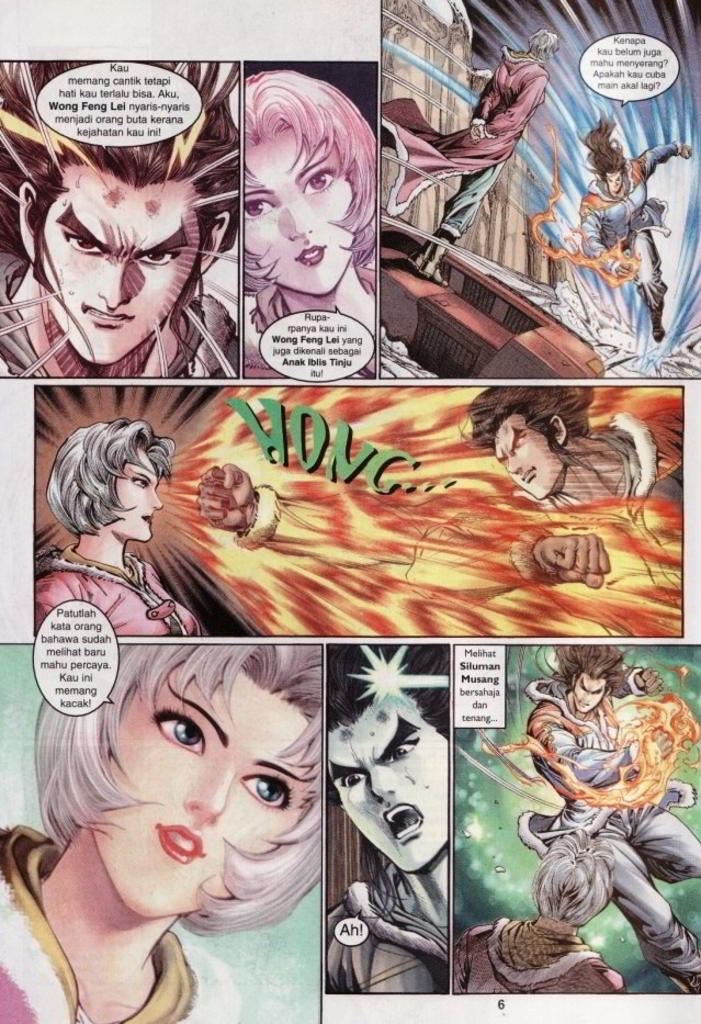 Kau
memang cantik tetapi
hati kau terlalu bisa. Aku,
Wong Feng Lei nyaris-nyaris
menjadi orang buta kerana
kejahatan kau ini!
Rupa-
rpanya kau ini
Wong Feng Lei yang
juga dikenali sebagai
Anak Iblis Tinju
itu!
Kenapa
kau belum juga
mahu menyerang?
Apakah kau cuba
main akal lagi?
WONG...
Patutlah
kata orang
bahawa sudah
melihat baru
mahu percaya.
Kau ini
memang
kacak!
Ah!
Melihat
Siluman
Musang
bersahaja
dan
tenang...
6